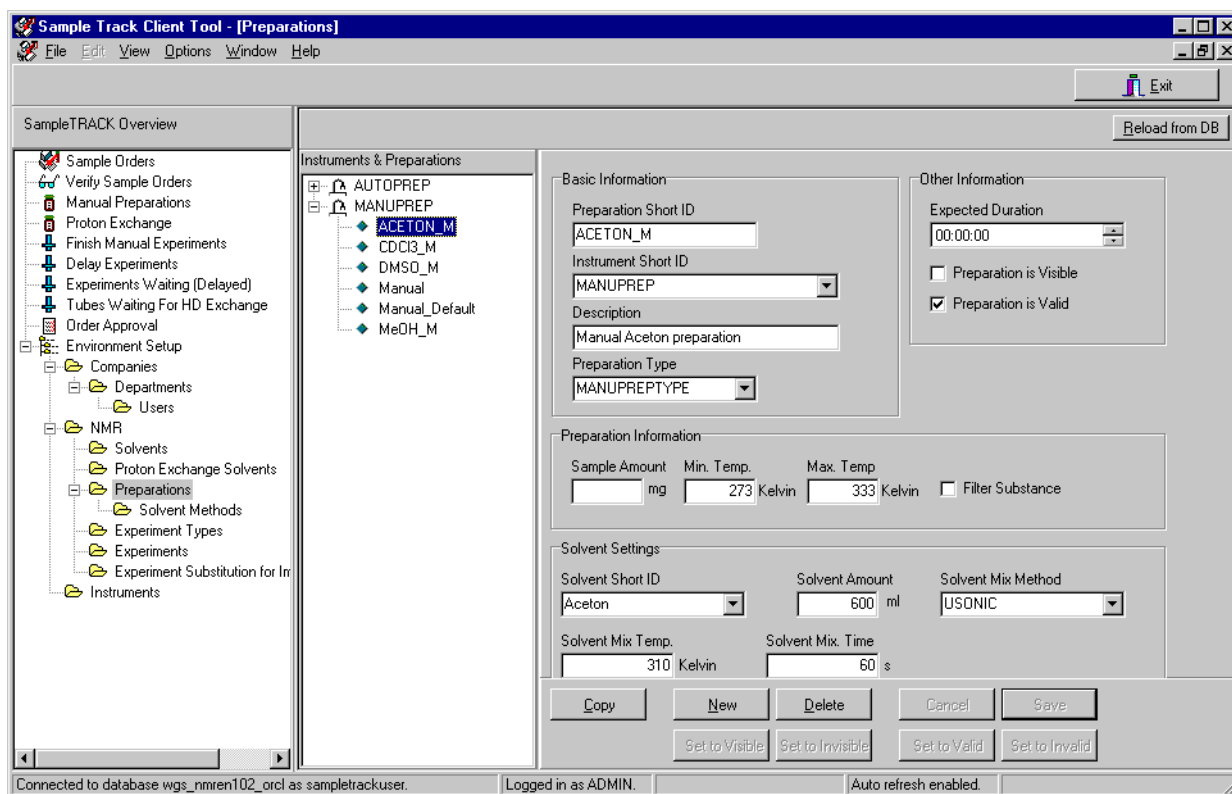 Sample Track Client Tool - [Preparations]
File Edit View Options Window Help
Exit
SampleTRACK Overview
Reload from DB
Sample Orders
Verify Sample Orders
Manual Preparations
Proton Exchange
Finish Manual Experiments
Delay Experiments
Experiments Waiting (Delayed)
Tubes Waiting For HD Exchange
Order Approval
Environment Setup
Companies
Departments
Users
NMR
Solvents
Proton Exchange Solvents
Preparations
Solvent Methods
Experiment Types
Experiments
Experiment Substitution for In
Instruments
Instruments & Preparations
AUTOPREP
MANUPREP
ACETON_M
CDCl3_M
DMSO_M
Manual
Manual_Default
MeOH_M
Basic Information
Preparation Short ID
ACETON_M
Instrument Short ID
MANUPREP
Description
Manual Aceton preparation
Preparation Type
MANUPREPTYPE
Other Information
Expected Duration
00:00:00
Preparation is Visible
Preparation is Valid
Preparation Information
Sample Amount Min. Temp. Max. Temp
mg 273 Kelvin 333 Kelvin Filter Substance
Solvent Settings
Solvent Short ID Solvent Amount Solvent Mix Method
Aceton 600 ml USONIC
Solvent Mix Temp. Solvent Mix. Time
310 Kelvin 60 s
Copy New Delete Cancel Save
Set to Visible Set to Invisible Set to Valid Set to Invalid
Connected to database wgs_nmren102_orcl as sampletrackuser. Logged in as ADMIN. Auto refresh enabled.